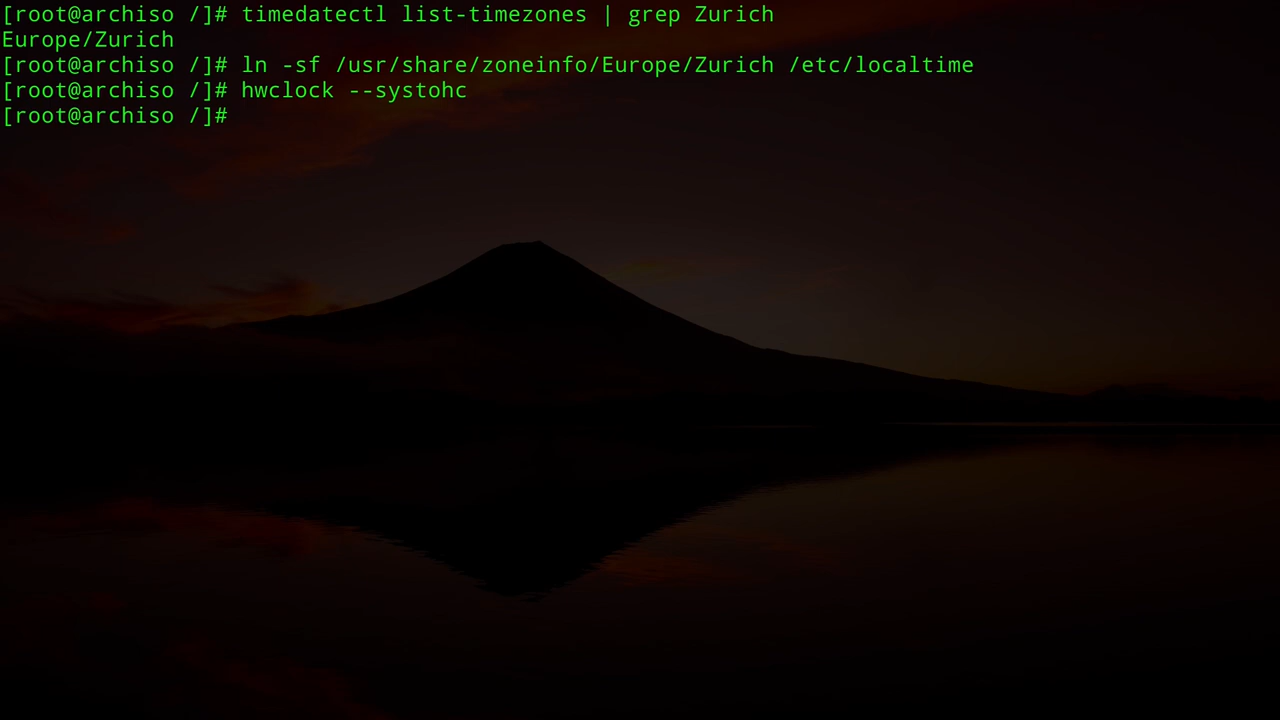 [root@archiso /]# timedatectl list-timezones | grep Zurich
Europe/Zurich
[root@archiso /]# ln -sf /usr/share/zoneinfo/Europe/Zurich /etc/localtime
[root@archiso /]# hwclock --systohc
[root@archiso /]#